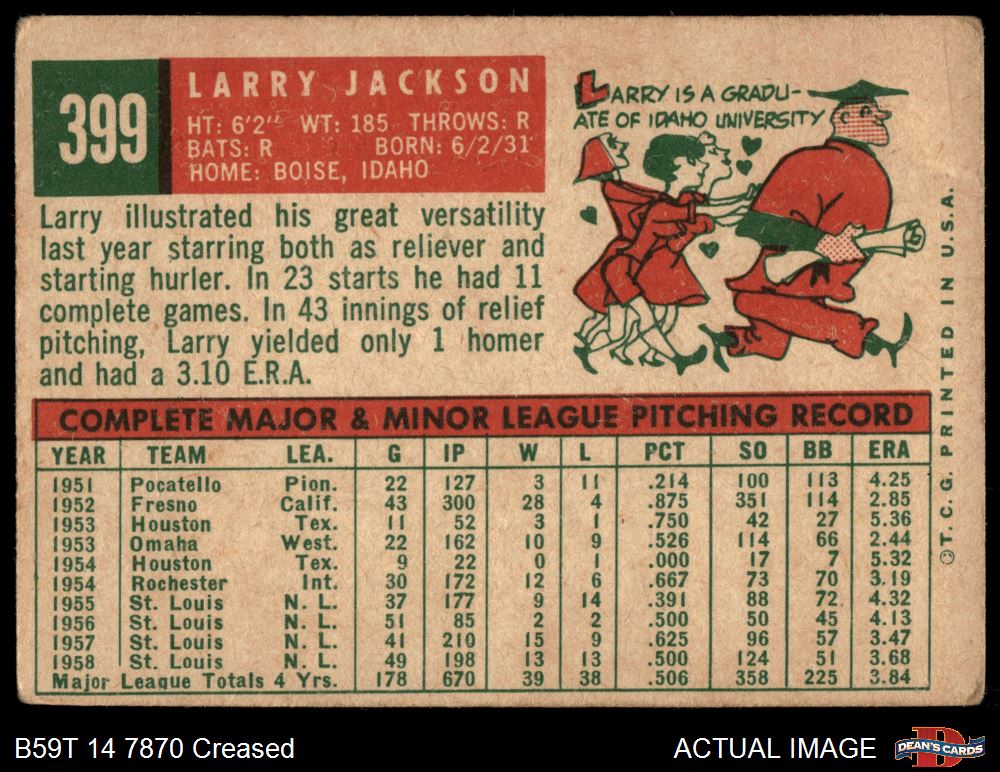 399
LARRY JACKSON
HT: 6'2" WT: 185 THROWS: R
BATS: R BORN: 6/2/31
HOME: BOISE, IDAHO
LARRY IS A GRADU-
ATE OF IDAHO UNIVERSITY
Larry illustrated his great versatility
last year starring both as reliever and
starting hurler. In 23 starts he had 11
complete games. In 43 innings of relief
pitching, Larry yielded only 1 homer
and had a 3.10 E.R.A.
COMPLETE MAJOR & MINOR LEAGUE PITCHING RECORD
YEAR TEAM LEA. G IP W L PCT SO BB ERA
1951 Pocatello Pion. 22 127 3 11 .214 100 113 4.25
1952 Fresno Calif. 43 300 28 4 .875 351 114 2.85
1953 Houston Tex. 11 52 3 1 .750 42 27 5.36
1953 Omaha West. 22 162 10 9 .526 114 66 2.44
1954 Houston Tex. 9 22 0 1 .000 17 7 5.32
1954 Rochester Int. 30 172 12 6 .667 73 70 3.19
1955 St. Louis N. L. 37 177 9 14 .391 88 72 4.32
1956 St. Louis N. L. 51 85 2 2 .500 50 45 4.13
1957 St. Louis N. L. 41 210 15 9 .625 96 57 3.47
1958 St. Louis N. L. 49 198 13 13 .500 124 51 3.68
Major League Totals 4 Yrs. 178 670 39 38 .506 358 225 3.84
©T. C. G. PRINTED IN U.S.A.
B59T 14 7870 Creased
ACTUAL IMAGE
DEAN'S CARDS